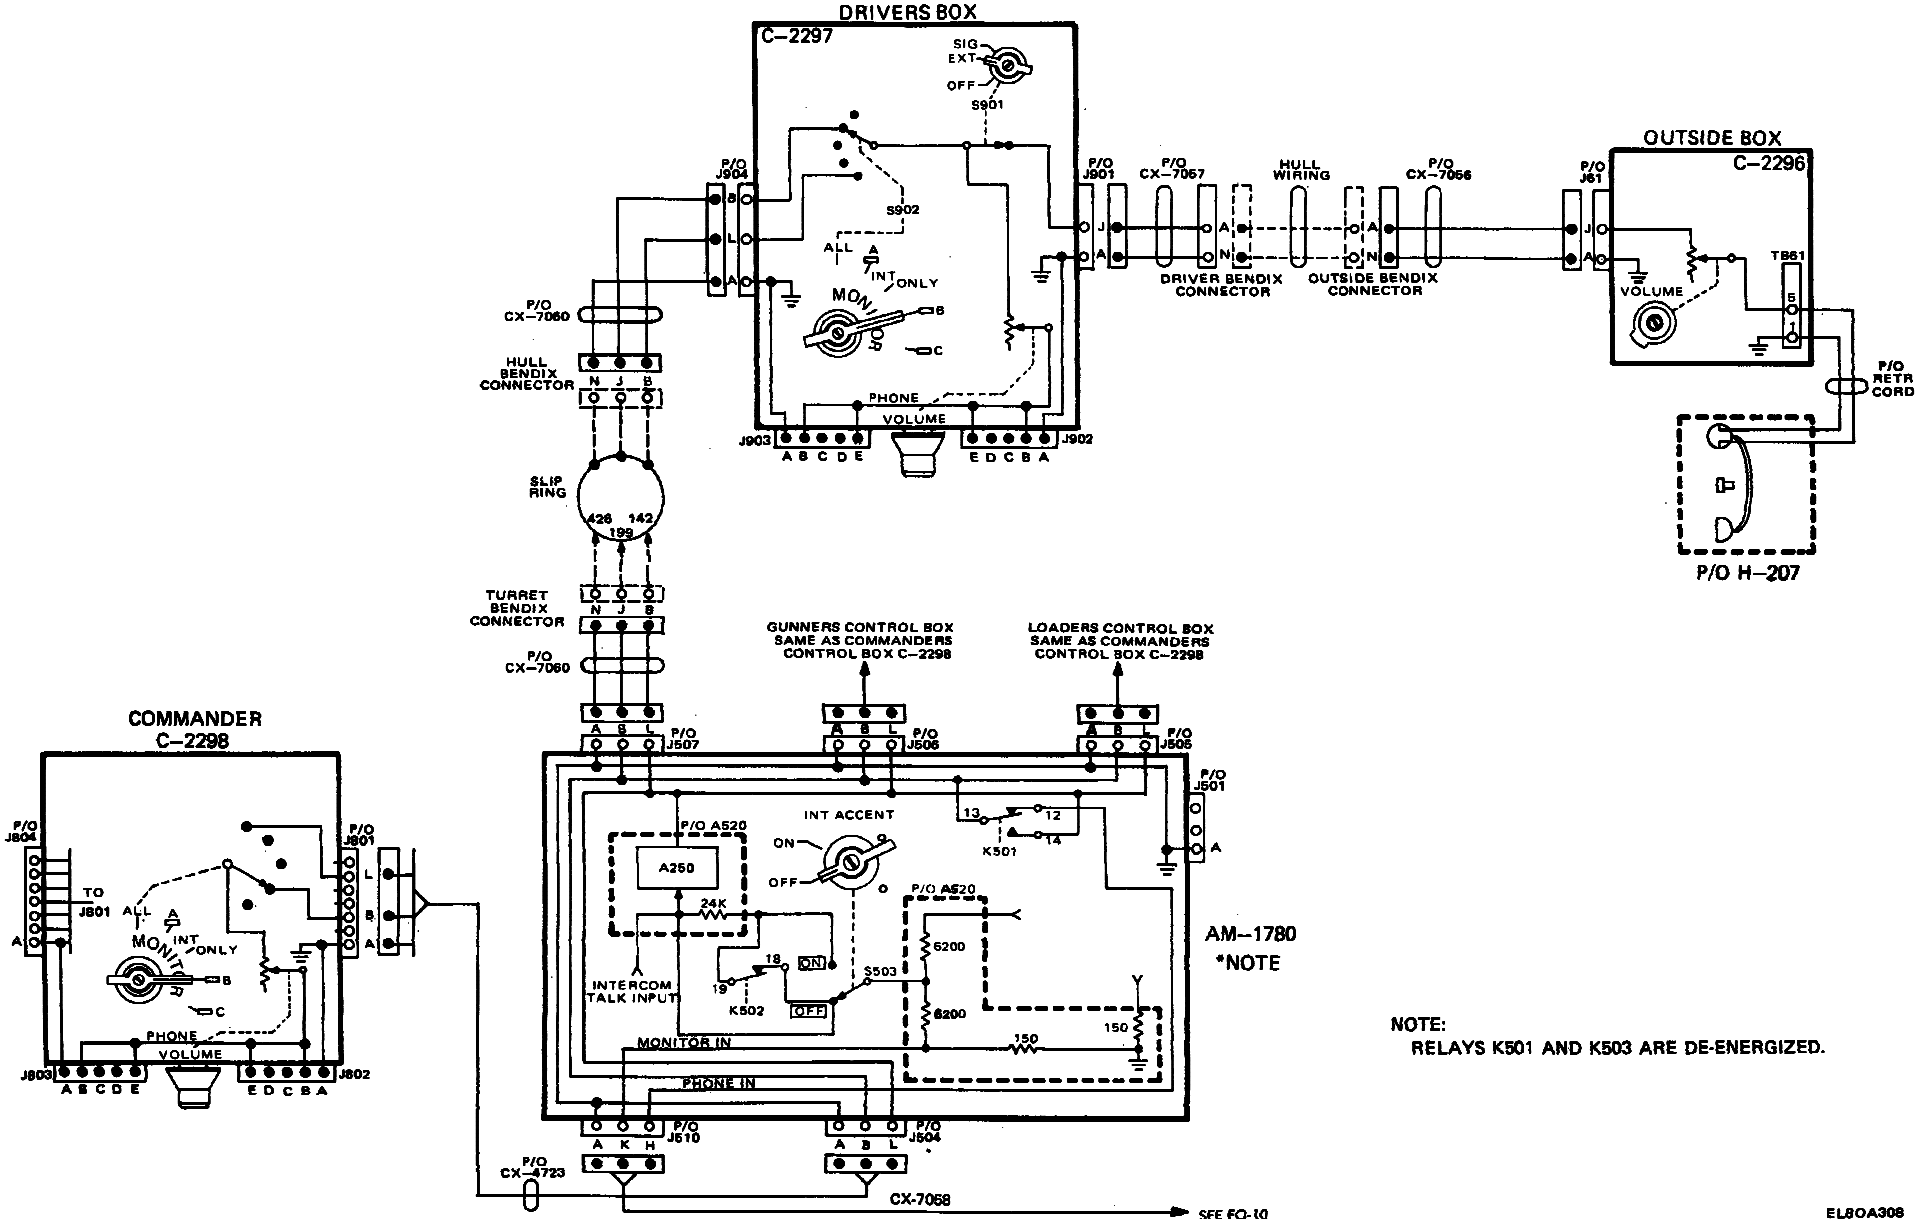 DRIVERS BOX
C-2297
SIG
EXT
OFF
S901
P/O
J904
B
L
A
S902
ALL
A
INT
ONLY
MONITOR
B
C
PHONE
VOLUME
J903
A B C D E
E D C B A
J902
P/O
J901
J
A
P/O
CX-7057
A
N
DRIVER BENDIX
CONNECTOR
HULL
WIRING
A
N
OUTSIDE BENDIX
CONNECTOR
P/O
CX-7056
OUTSIDE BOX
C-2296
P/O
J61
J
A
VOLUME
TB61
5
1
P/O
RETR
CORD
P/O H-207
P/O
CX-7060
HULL
BENDIX
CONNECTOR
N J B
SLIP
RING
426 142
199
TURRET
BENDIX
CONNECTOR
N J B
P/O
CX-7060
A B L
P/O
J507
GUNNERS CONTROL BOX
SAME AS COMMANDERS
CONTROL BOX C-2298
A B L
P/O
J506
LOADERS CONTROL BOX
SAME AS COMMANDERS
CONTROL BOX C-2298
A B L
P/O
J505
COMMANDER
C-2298
P/O
J804
TO
J801
A
P/O
J801
L
B
A
ALL
A
INT
ONLY
MONITOR
B
C
PHONE
VOLUME
J803
A B C D E
E D C B A
J802
P/O
J501
A
P/O A520
A250
24K
INTERCOM
TALK INPUT
INT ACCENT
ON
OFF
13
12
14
K501
P/O A520
6200
6200
150
150
18
19
K502
ON
OFF
S503
MONITOR IN
PHONE IN
AM-1780
*NOTE
A K H
P/O
J510
A B L
P/O
J504
P/O
CX-4723
CX-7058
SEE FO-10
NOTE:
RELAYS K501 AND K503 ARE DE-ENERGIZED.
EL8OA308